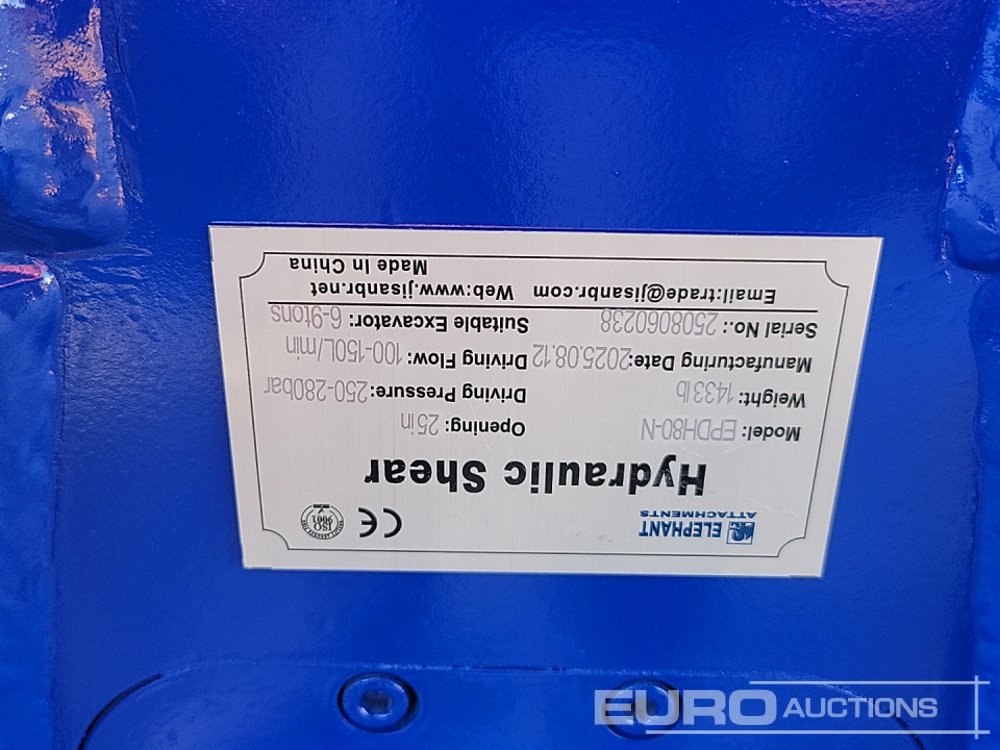 ELEPHANT
ATTACHMENTS
CE
ISO
9001
Hydraulic Shear
Model: EPDH80-N
Opening: 25in
Weight: 1433lb
Driving Pressure: 250-280bar
Manufacturing Date: 2025.08.12
Driving Flow: 100-150L/min
Serial No.: 2508060238
Suitable Excavator: 6-9tons
Email:trade@jisanbr.com Web:www.jisanbr.net
Made In China
EURO AUCTIONS